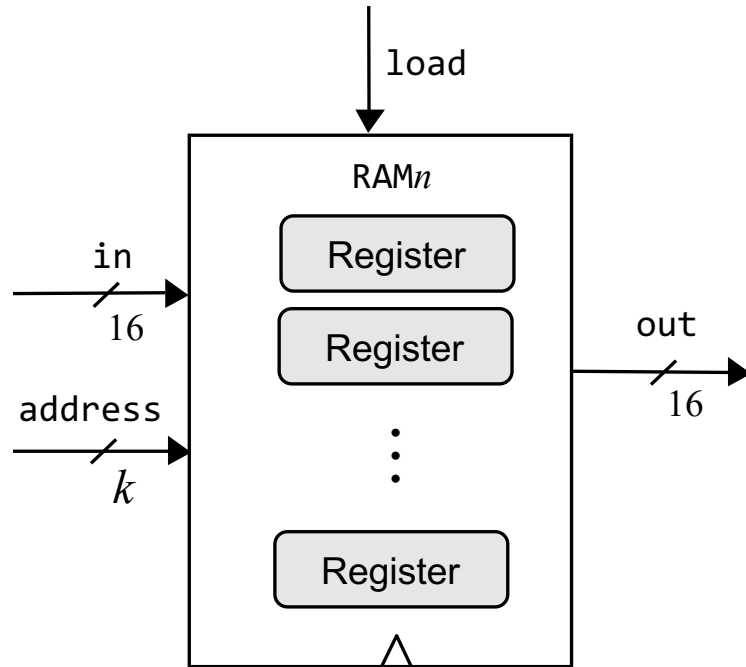 load
RAMn
Register
in
16
Register
out
16
address
k
Register